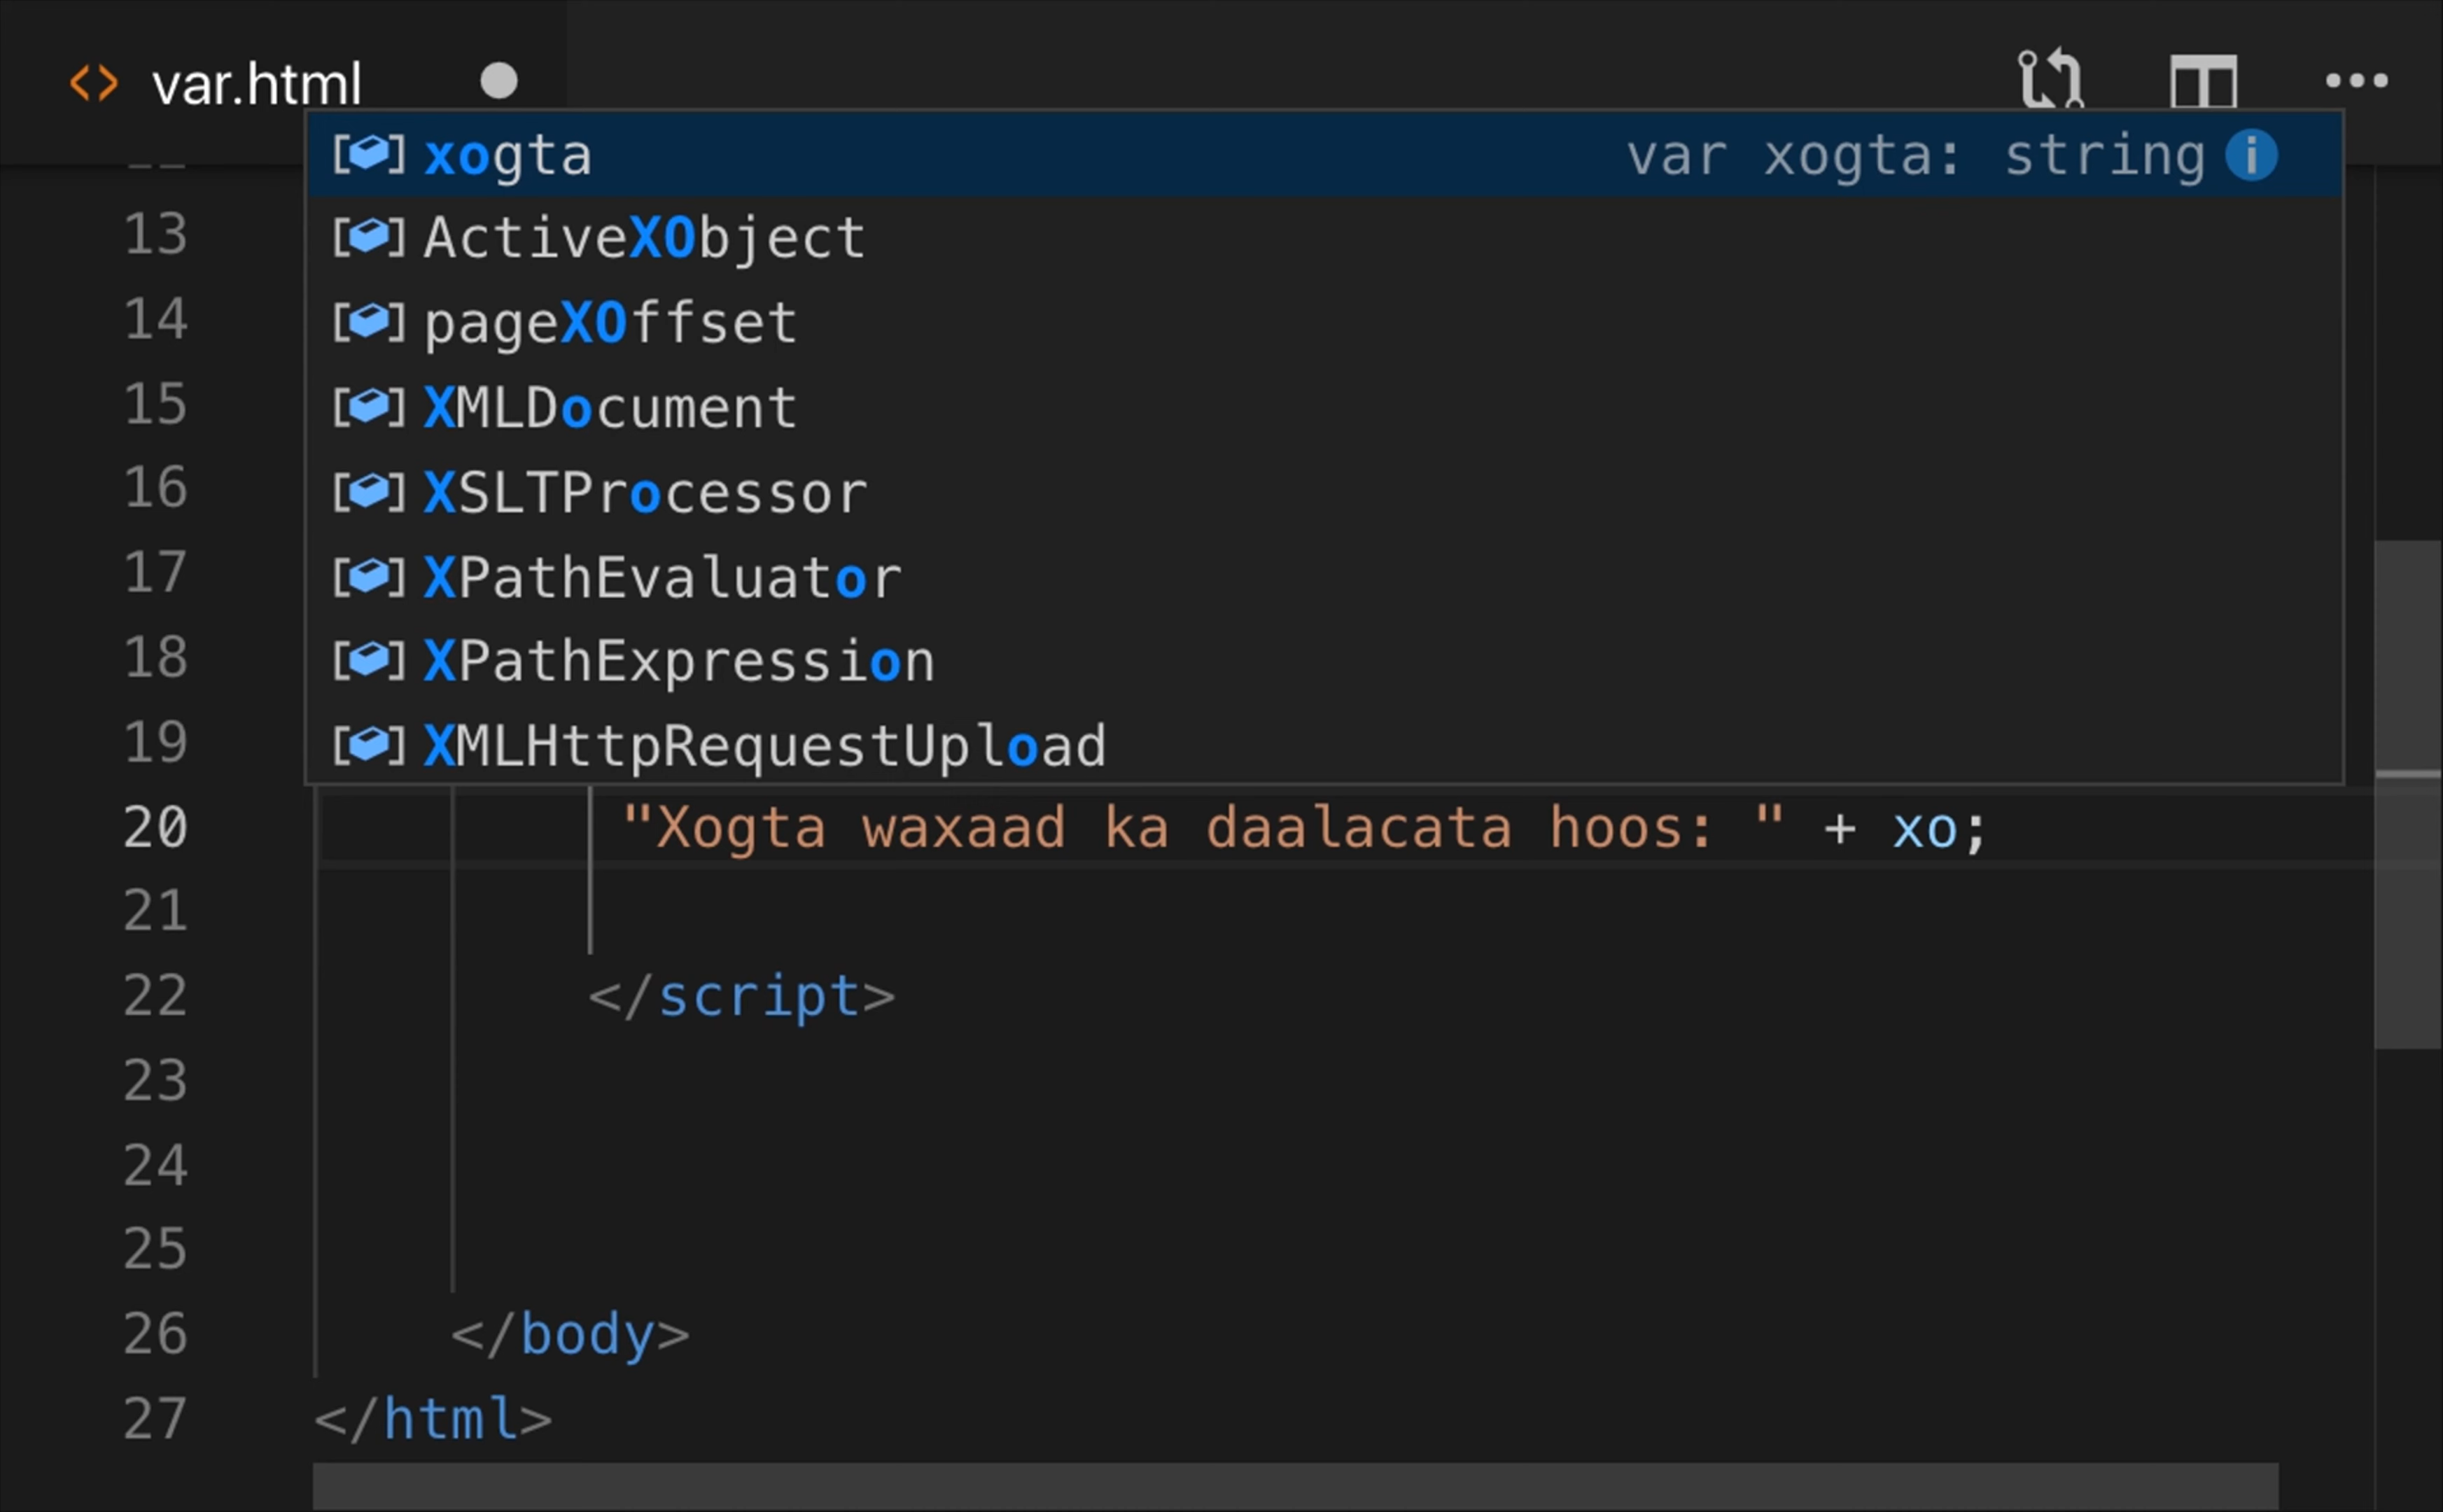 var.html
xogta var xogta: string
ActiveXObject
pageXOffset
XMLDocument
XSLTProcessor
XPathEvaluator
XPathExpression
XMLHttpRequestUpload
13
14
15
16
17
18
19
20 "Xogta waxaad ka daalacata hoos: " + xo;
21
22 </script>
23
24
25
26 </body>
27 </html>